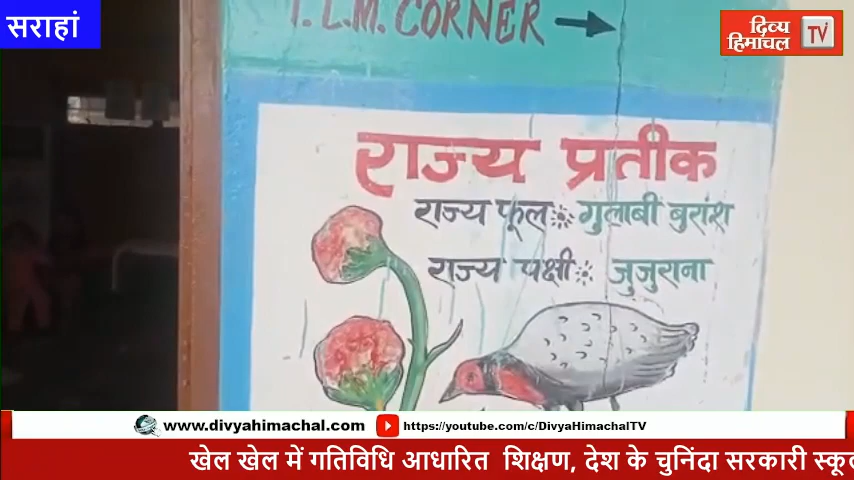 सराहां
T.L.M. CORNER
दिव्य
हिमाचल
TV
राज्य प्रतीक
राज्य फूल गुलाबी बुरांश
राज्य पक्षी जुजुराना
www.divyahimachal.com
https://youtube.com/c/DivyaHimachalTV
खेल खेल में गतिविधि आधारित शिक्षण, देश के चुनिंदा सरकारी स्कूल